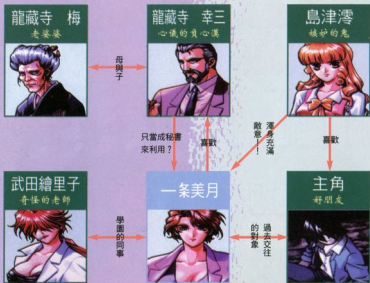 龍藏寺 梅
老婆婆
龍藏寺 幸三
心儀的負心漢
島津澪
嫉妒的鬼
母與子
只當成秘書
來利用？
喜歡
渾身充滿
敵意！！
喜歡
武田繪里子
奇怪的老師
一条美月
主角
好朋友
學園的同事
過去交往
的對象